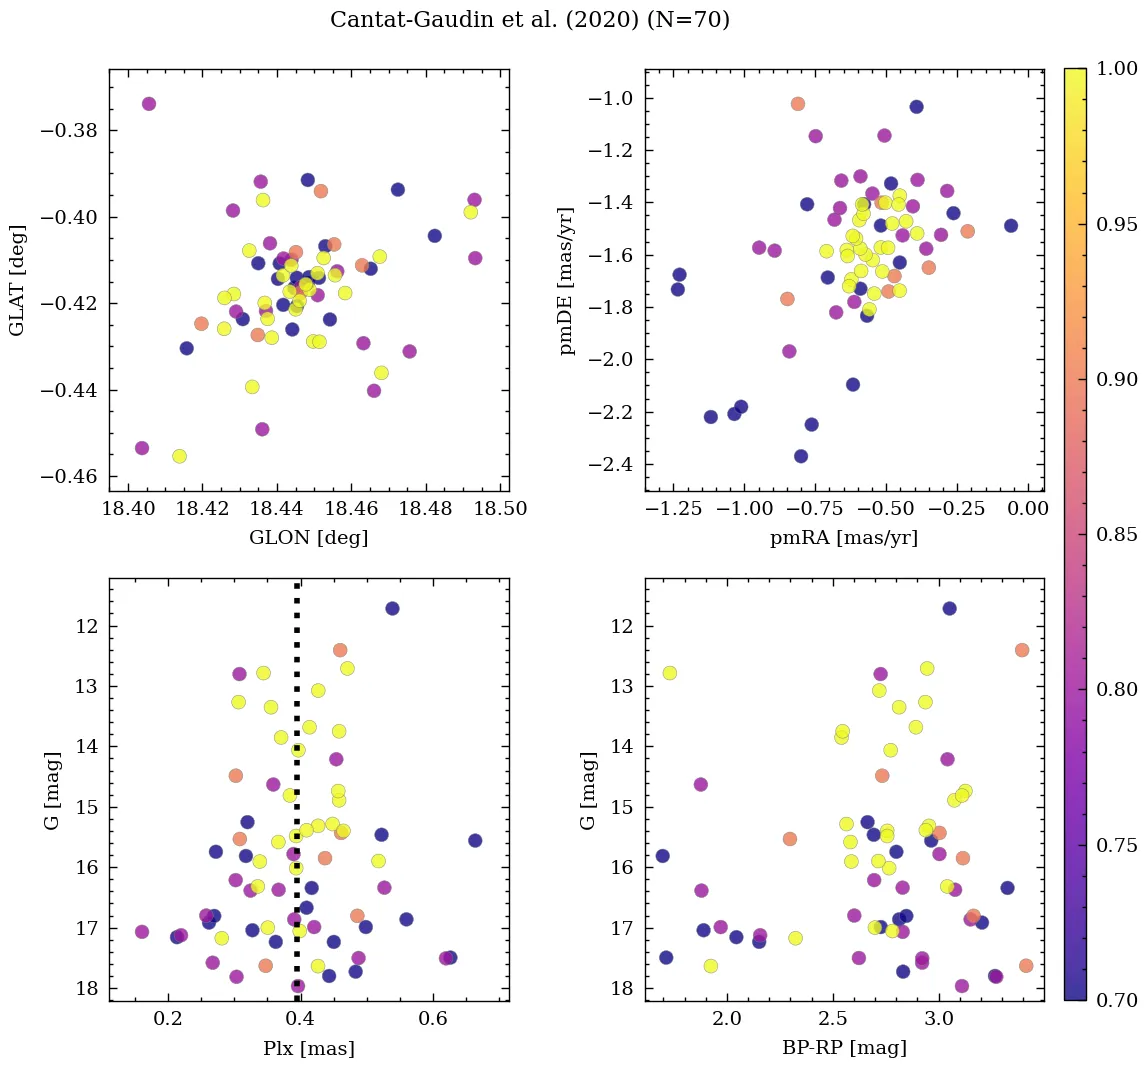 Cantat-Gaudin et al. (2020) (N=70)
−0.38
−0.40
−0.42
−0.44
−0.46
GLAT [deg]
18.40 18.42 18.44 18.46 18.48 18.50
GLON [deg]
−1.0
−1.2
−1.4
−1.6
−1.8
−2.0
−2.2
−2.4
pmDE [mas/yr]
−1.25 −1.00 −0.75 −0.50 −0.25 0.00
pmRA [mas/yr]
12
13
14
15
16
17
18
G [mag]
0.2 0.4 0.6
Plx [mas]
12
13
14
15
16
17
18
G [mag]
2.0 2.5 3.0
BP-RP [mag]
1.00
0.95
0.90
0.85
0.80
0.75
0.70